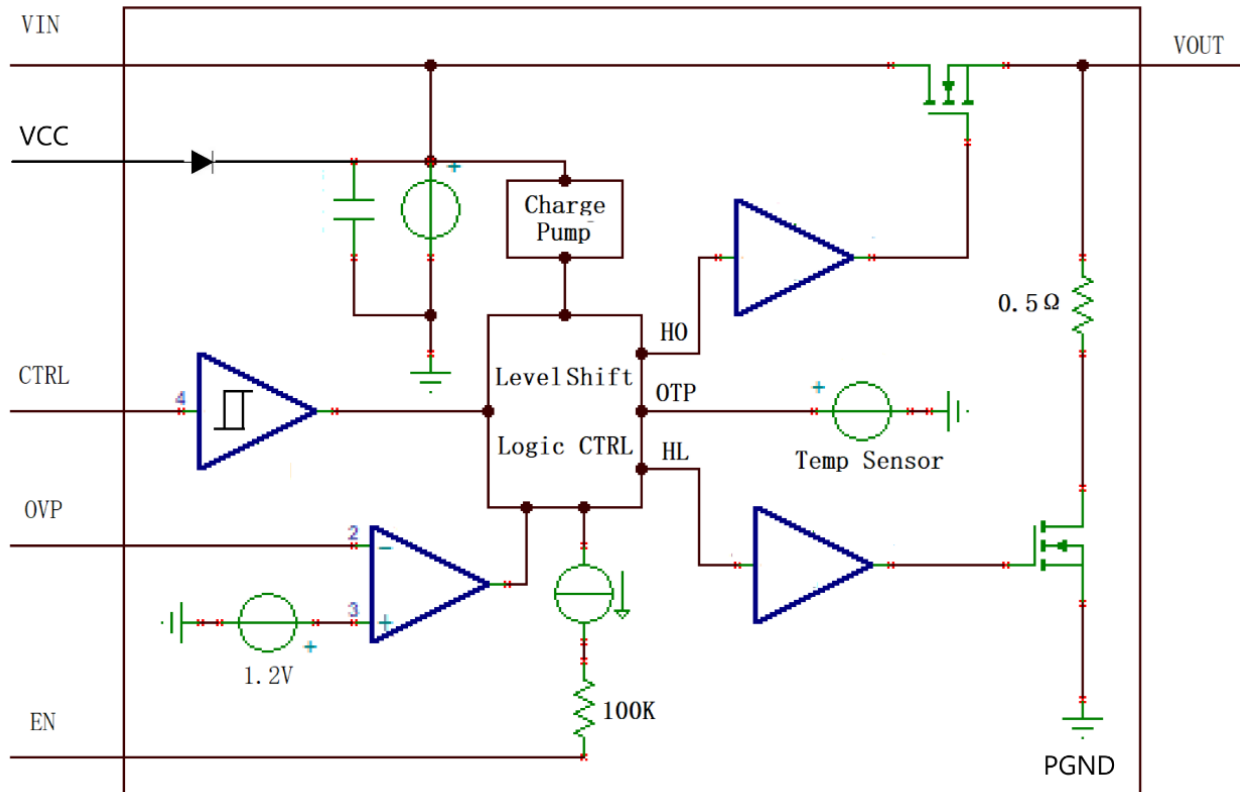 VIN
VOUT
VCC
+
Charge
Pump
0.5Ω
HO
CTRL
4
LevelShift
OTP
+
Logic CTRL
HL
Temp Sensor
OVP
2
-
3
+
+
1.2V
EN
100K
PGND